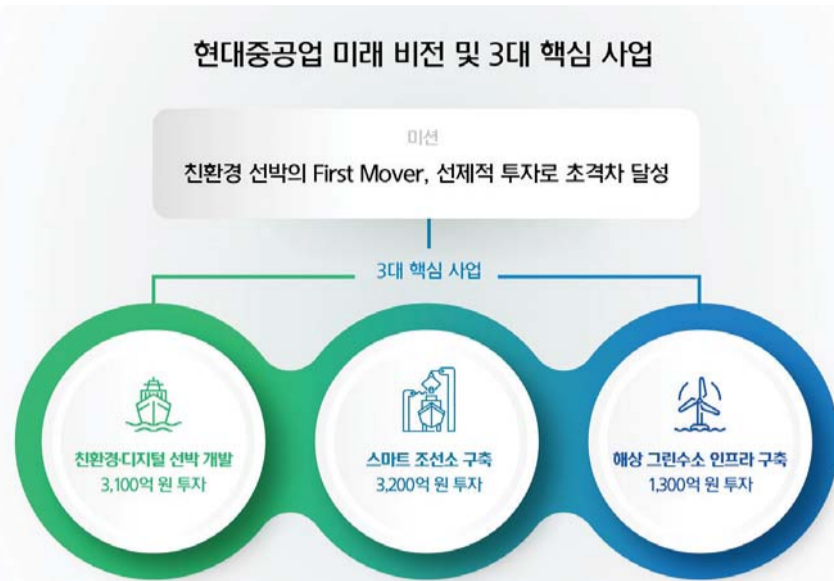 현대중공업 미래 비전 및 3대 핵심 사업
미션
친환경 선박의 First Mover, 선제적 투자로 초격차 달성
3대 핵심 사업
친환경·디지털 선박 개발
3,100억 원 투자
스마트 조선소 구축
3,200억 원 투자
해상 그린수소 인프라 구축
1,300억 원 투자